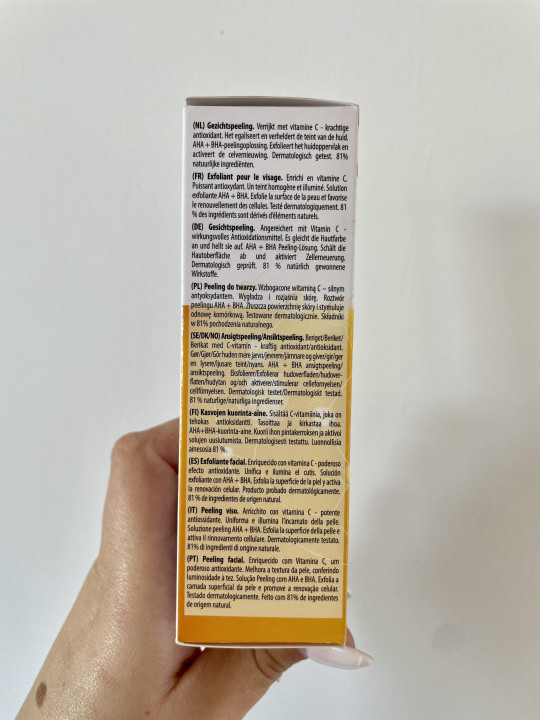 (NL) Gezichtspeeling. Verrijkt met vitamine C - krachtige
antioxidant. Het egaliseert en verheldert de teint van de huid.
AHA + BHA-peelingoplossing. Exfolieert het huidoppervlak en
activeert de celvernieuwing. Dermatologisch getest. 81%
natuurlijke ingrediënten.
(FR) Exfoliant pour le visage. Enrichi en vitamine C.
Puissant antioxydant. Un teint homogène et illuminé. Solution
exfoliante AHA + BHA. Exfolie la surface de la peau et favorise
le renouvellement des cellules. Testé dermatologiquement. 81
% des ingrédients sont dérivés d'éléments naturels.
(DE) Gesichtspeeling. Angereichert mit Vitamin C -
wirkungsvolles Antioxidationsmittel. Es gleicht die Hautfarbe
an und hellt sie auf. AHA + BHA Peeling-Lösung. Schält die
Hautoberfläche ab und aktiviert Zellerneuerung.
Dermatologisch geprüft. 81 % natürlich gewonnene
Wirkstoffe.
(PL) Peeling do twarzy. Wzbogacone witaminą C – silnym
antyoksydantem. Wygładza i rozjaśnia skórę. Roztwór
peelingu AHA + BHA. Złuszcza powierzchnię skóry i stymuluje
odnowę komórkową. Testowane dermatologicznie. Składniki
w 81% pochodzenia naturalnego.
(SE/DK/NO) Ansigtspeeling/Ansiktspeeling. Beriget/Beriket/
Berikat med C-vitamin - kraftig antioxidant/antioksidant.
Gør/Gjør/Gör huden mere jævn/jevnere/jämnare og giver/gir/ger
en lysere/ljusare teint/nyans. AHA + BHA ansigtspeeling/
ansiktspeeling. Eksfolierer/Exfolierar hudoverfladen/hudover-
flaten/hudytan og/och aktiverer/stimulerar cellefornyelsen/
cellförnyelsen. Dermatologisk testet/Dermatologiskt testad.
81 % naturlige/naturliga ingredienser.
(FI) Kasvojen kuorinta-aine. Sisältää C-vitamiinia, joka on
tehokas antioksidantti. Tasoittaa ja kirkastaa ihoa.
AHA+BHA-kuorinta-aine. Kuorii ihon pintakerroksen ja aktivoi
solujen uusiutumista. Dermatologisesti testattu. Luonnollisia
ainesosia 81 %.
(ES) Exfoliante facial. Enriquecido con vitamina C - poderoso
efecto antioxidante. Unifica e ilumina el cutis. Solución
exfoliante con AHA + BHA. Exfolia la superficie de la piel y activa
la renovación celular. Producto probado dermatológicamente.
81 % de ingredientes de origen natural.
(IT) Peeling viso. Arricchito con vitamina C - potente
antiossidante. Uniforma e illumina l'incarnato della pelle.
Soluzione peeling AHA + BHA. Esfolia la superficie della pelle e
attiva il rinnovamento cellulare. Dermatologicamente testato.
81% di ingredienti di origine naturale.
(PT) Peeling facial. Enriquecido com Vitamina C, um
poderoso antioxidante. Melhora a textura da pele, conferindo
luminosidade à tez. Solução Peeling com AHA e BHA. Exfolia a
camada superficial da pele e promove a renovação celular.
Testado dermatologicamente. Feito com 81% de ingredientes
de origem natural.